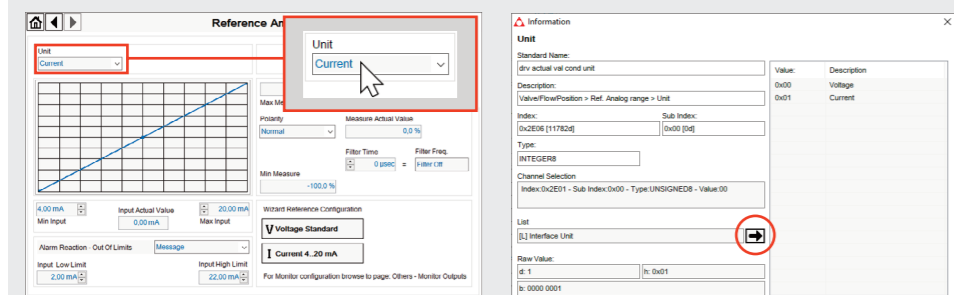 Reference An
Unit
Current
Unit
Current
Max Me
Polarity
Normal
Measure Actual Value
0,0 %
Filter Time
Filter Freq.
0 µsec = Filter Off
Min Measure
-100,0 %
4,00 mA
Min Input
Input Actual Value
0,00 mA
20,00 mA
Max Input
Alarm Reaction - Out Of Limits
Message
Input Low Limit
2,00 mA
Input High Limit
22,00 mA
Wizard Reference Configuration
V Voltage Standard
I Current 4..20 mA
For Monitor configuration browse to page: Others - Monitor Outputs
Information
Unit
Standard Name:
drv actual val cond unit
Description:
Valve/Flow/Position > Ref. Analog range > Unit
Index:
0x2E06 [11782d]
Sub Index:
0x00 [0d]
Type:
INTEGER8
Channel Selection
Index:0x2E01 - Sub Index:0x00 - Type:UNSIGNED8 - Value:00
List
[L] Interface Unit
Raw Value:
d: 1
h: 0x01
b: 0000 0001
Value: Description
0x00 Voltage
0x01 Current